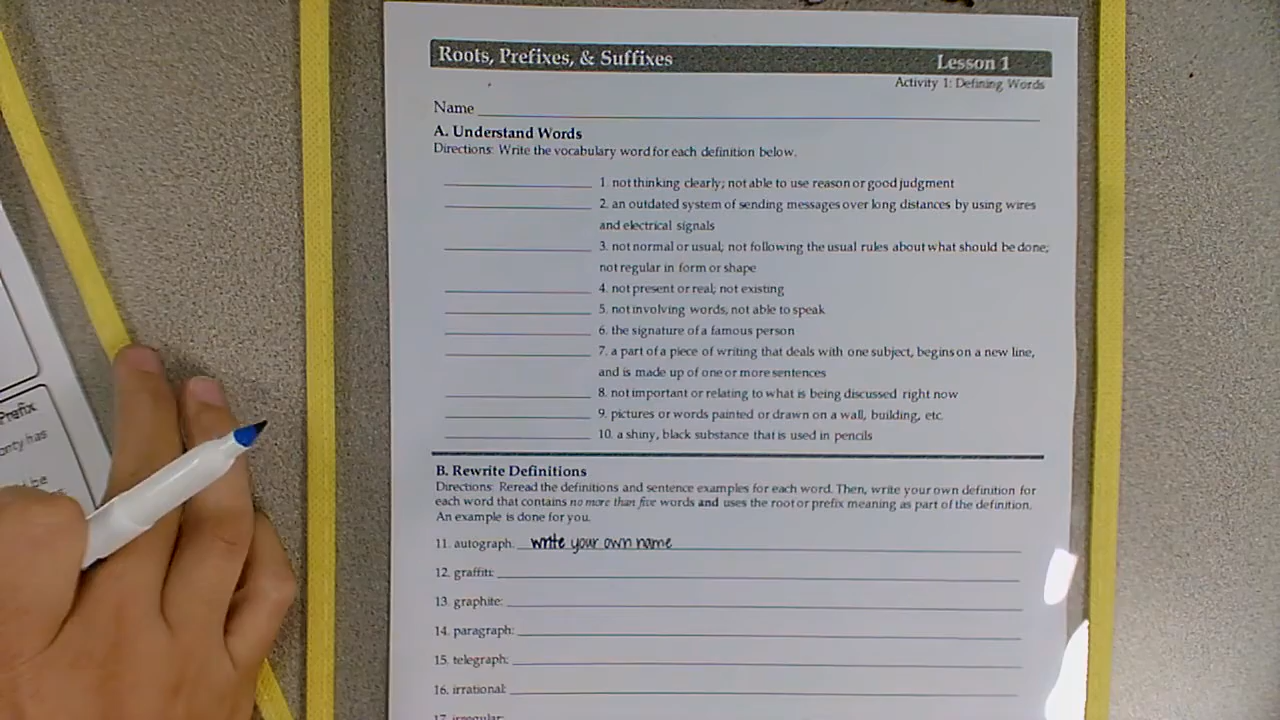 Roots, Prefixes, & Suffixes Lesson 1
Activity 1: Defining Words
Name
A. Understand Words
Directions: Write the vocabulary word for each definition below.
1. not thinking clearly; not able to use reason or good judgment
2. an outdated system of sending messages over long distances by using wires
and electrical signals
3. not normal or usual; not following the usual rules about what should be done;
not regular in form or shape
4. not present or real; not existing
5. not involving words, not able to speak
6. the signature of a famous person
7. a part of a piece of writing that deals with one subject, begins on a new line,
and is made up of one or more sentences
8. not important or relating to what is being discussed right now
9. pictures or words painted or drawn on a wall, building, etc.
10. a shiny, black substance that is used in pencils
B. Rewrite Definitions
Directions: Reread the definitions and sentence examples for each word. Then, write your own definition for
each word that contains no more than five words and uses the root or prefix meaning as part of the definition.
An example is done for you.
11. autograph: write your own name
12. graffiti:
13. graphite:
14. paragraph:
15. telegraph:
16. irrational:
17. irregular:
Prefix
has
be